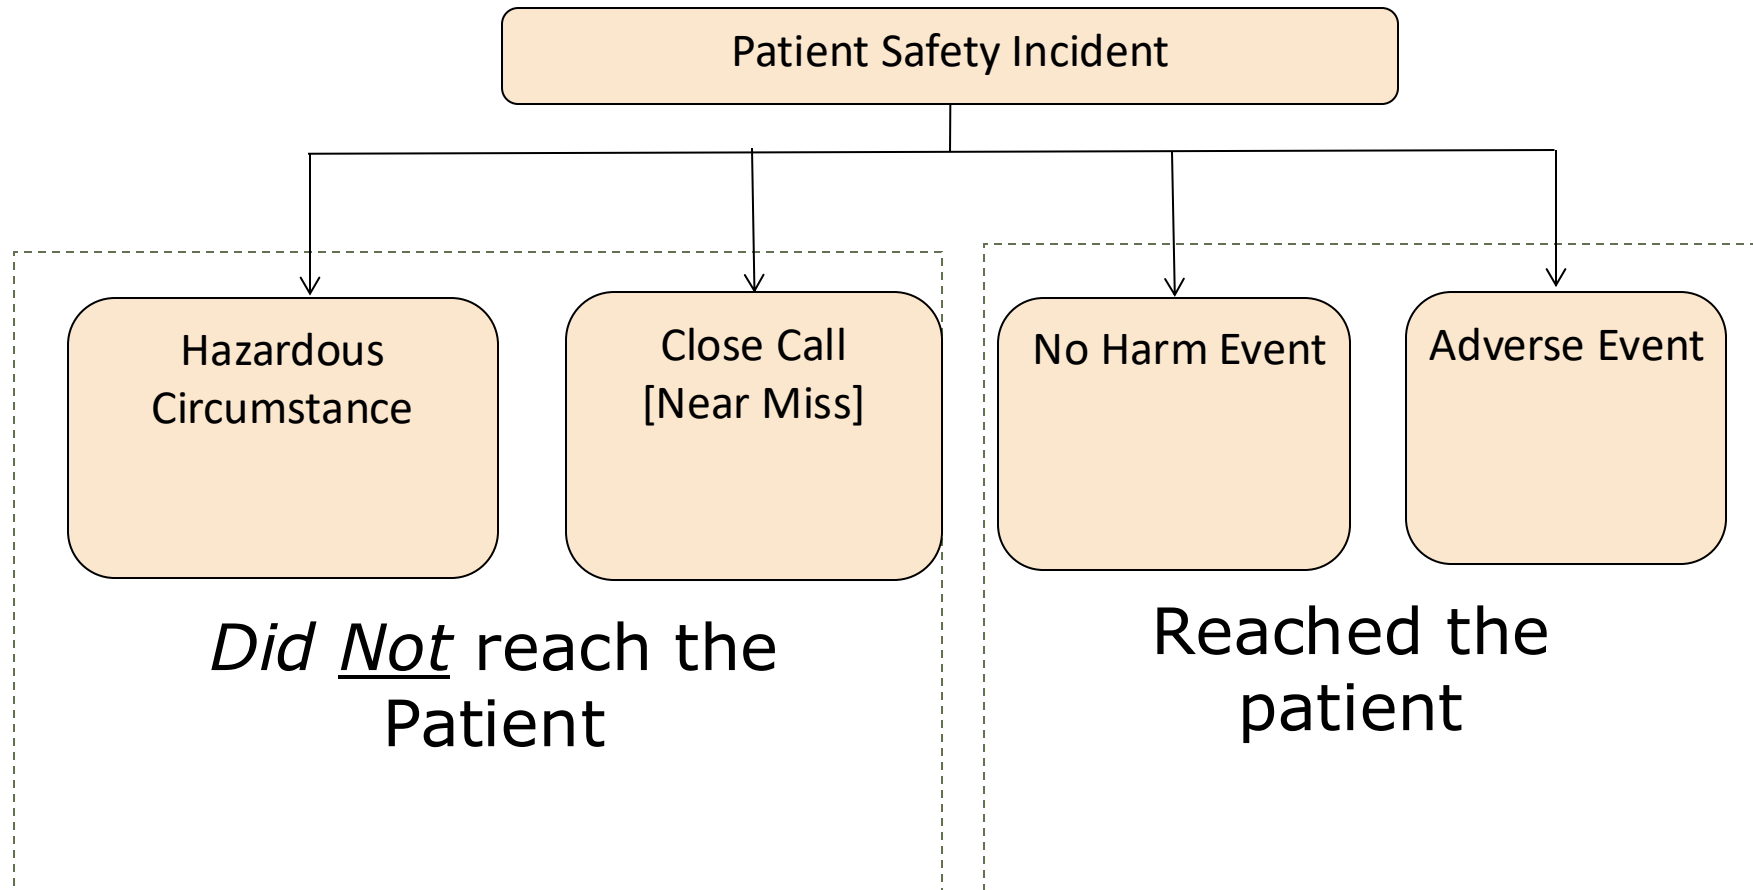 Patient Safety Incident
Hazardous
Circumstance
Close Call
[Near Miss]
No Harm Event
Adverse Event
Did Not reach the
Patient
Reached the
patient